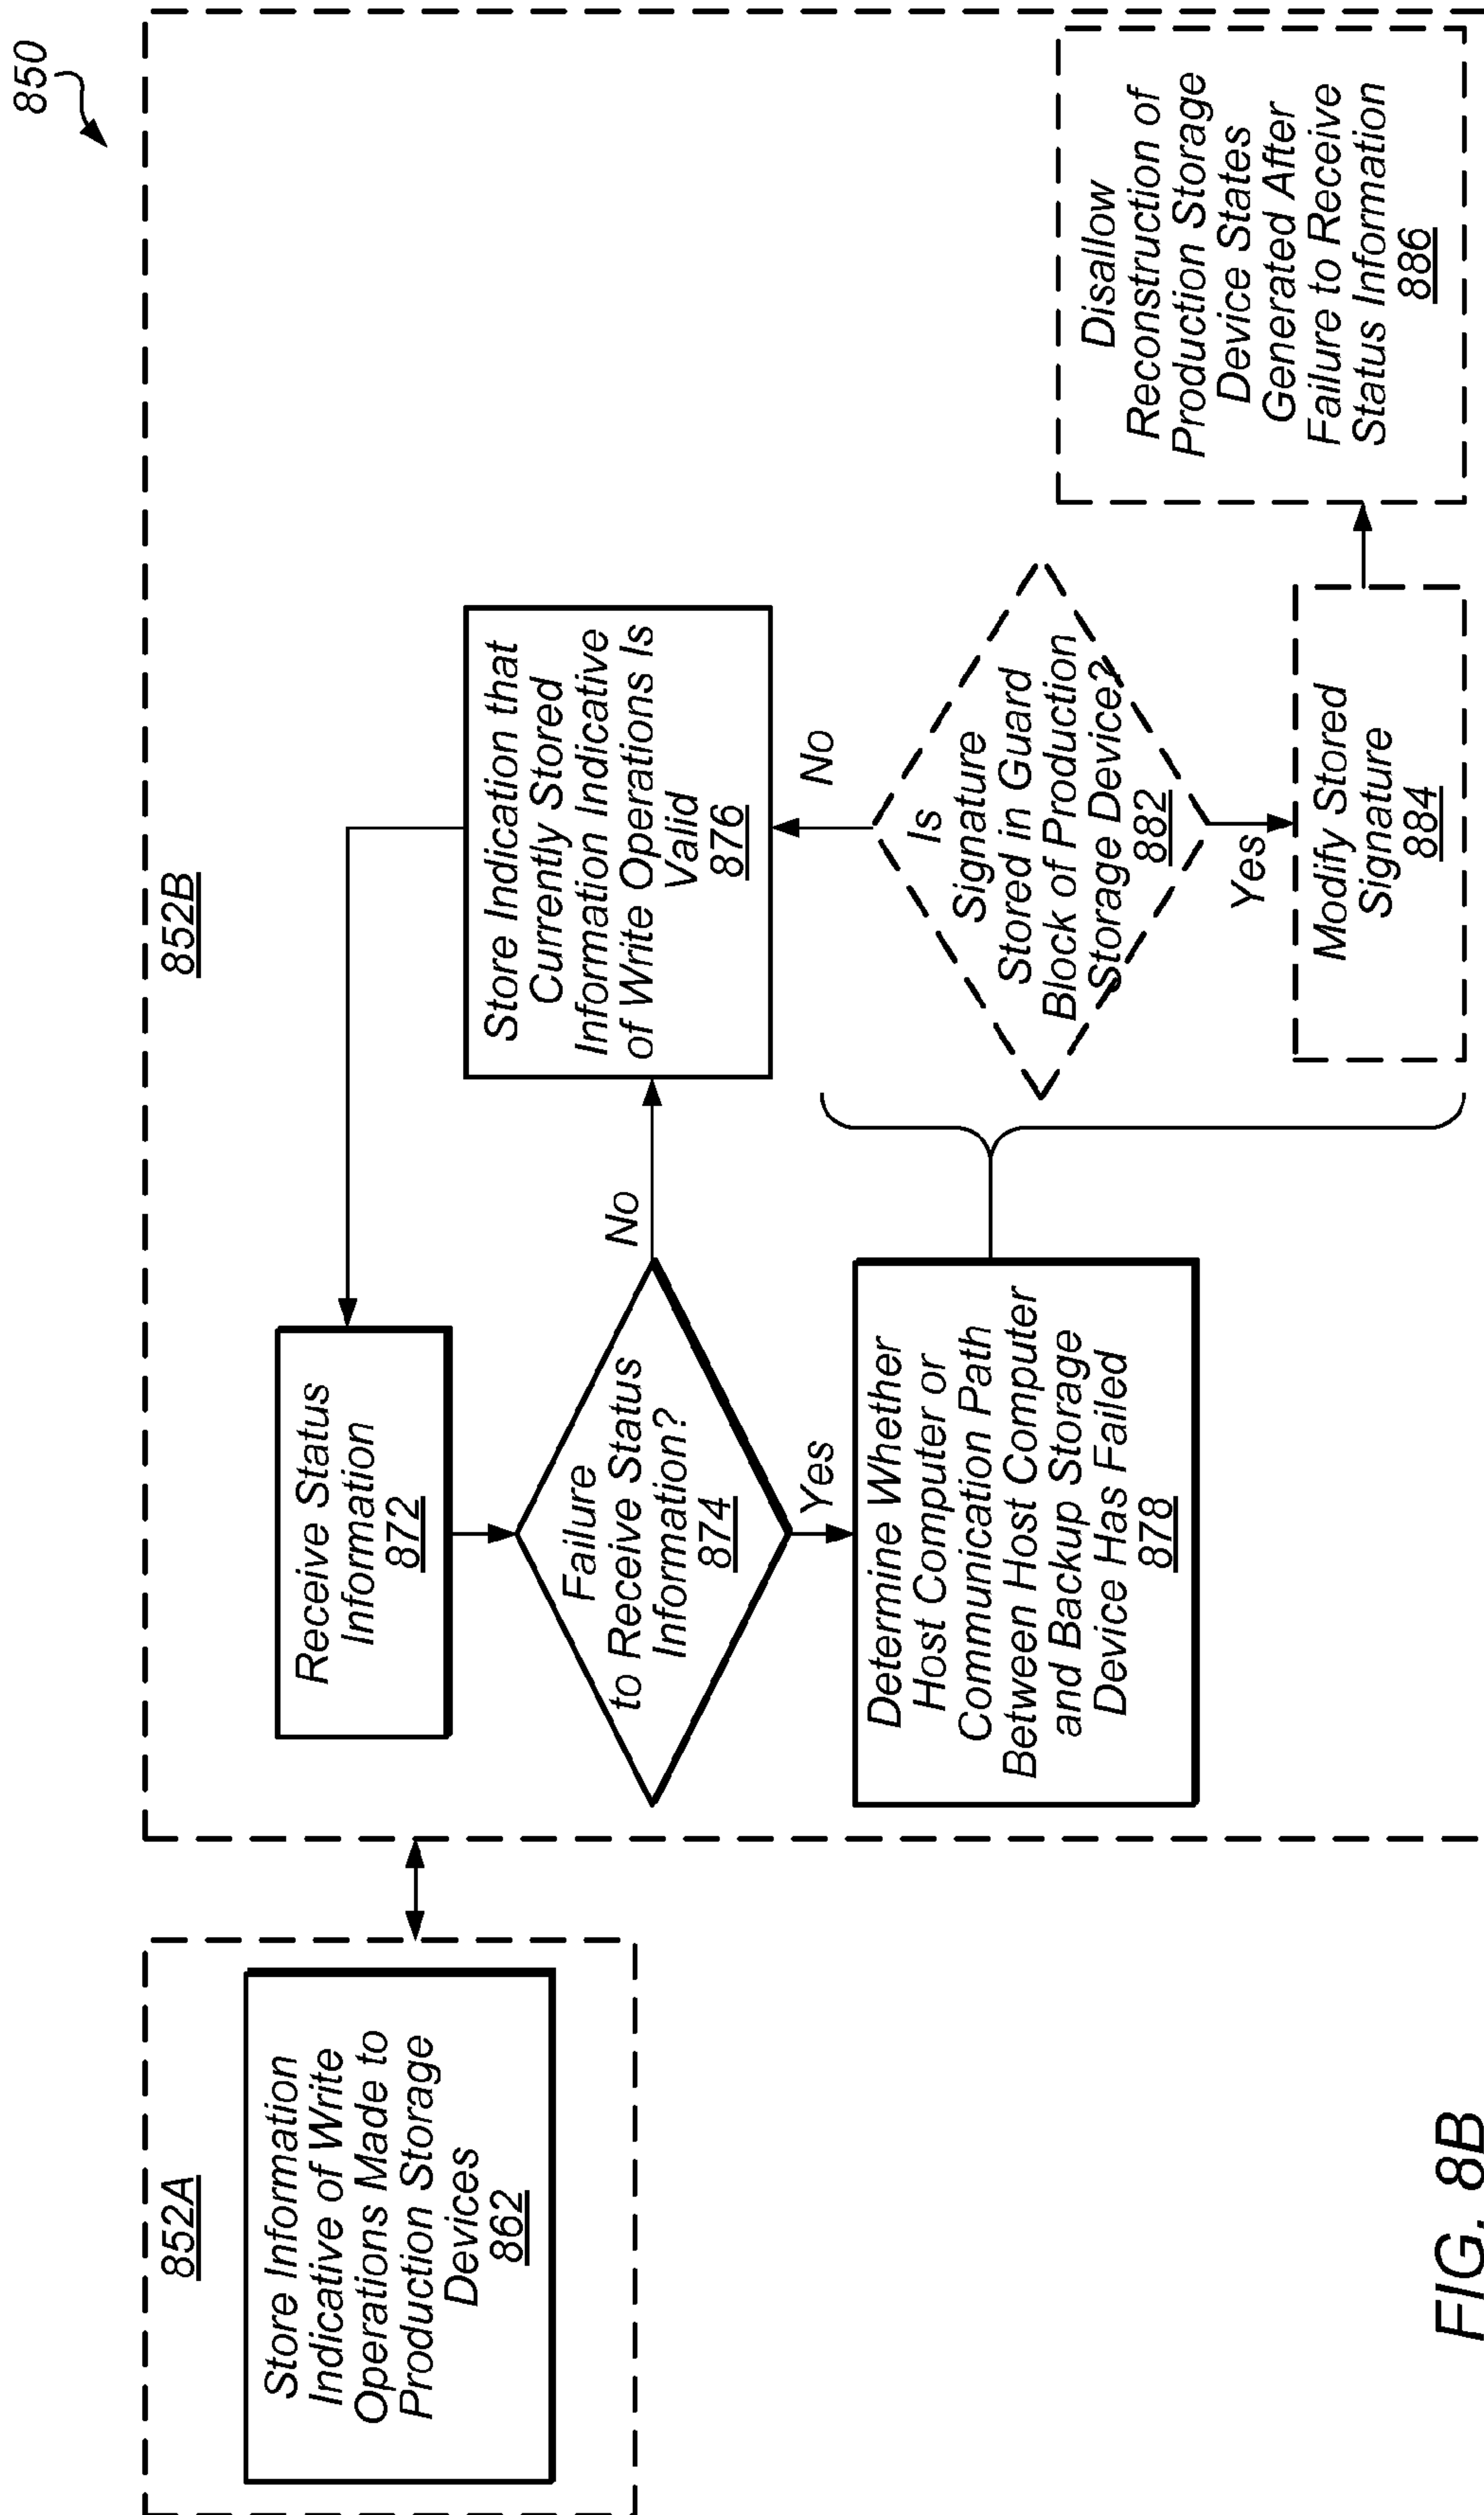 850
852A
Store Information
Indicative of Write
Operations Made to
Production Storage
Devices
862
852B
Receive Status
Information
872
Failure
to Receive Status
Information?
874
No
Yes
Store Indication that
Currently Stored
Information Indicative
of Write Operations Is
Valid
876
Determine Whether
Host Computer or
Communication Path
Between Host Computer
and Backup Storage
Device Has Failed
878
No
Is
Signature
Stored in Guard
Block of Production
Storage Device?
882
Yes
Modify Stored
Signature
884
Disallow
Reconstruction of
Production Storage
Device States
Generated After
Failure to Receive
Status Information
886
FIG. 8B